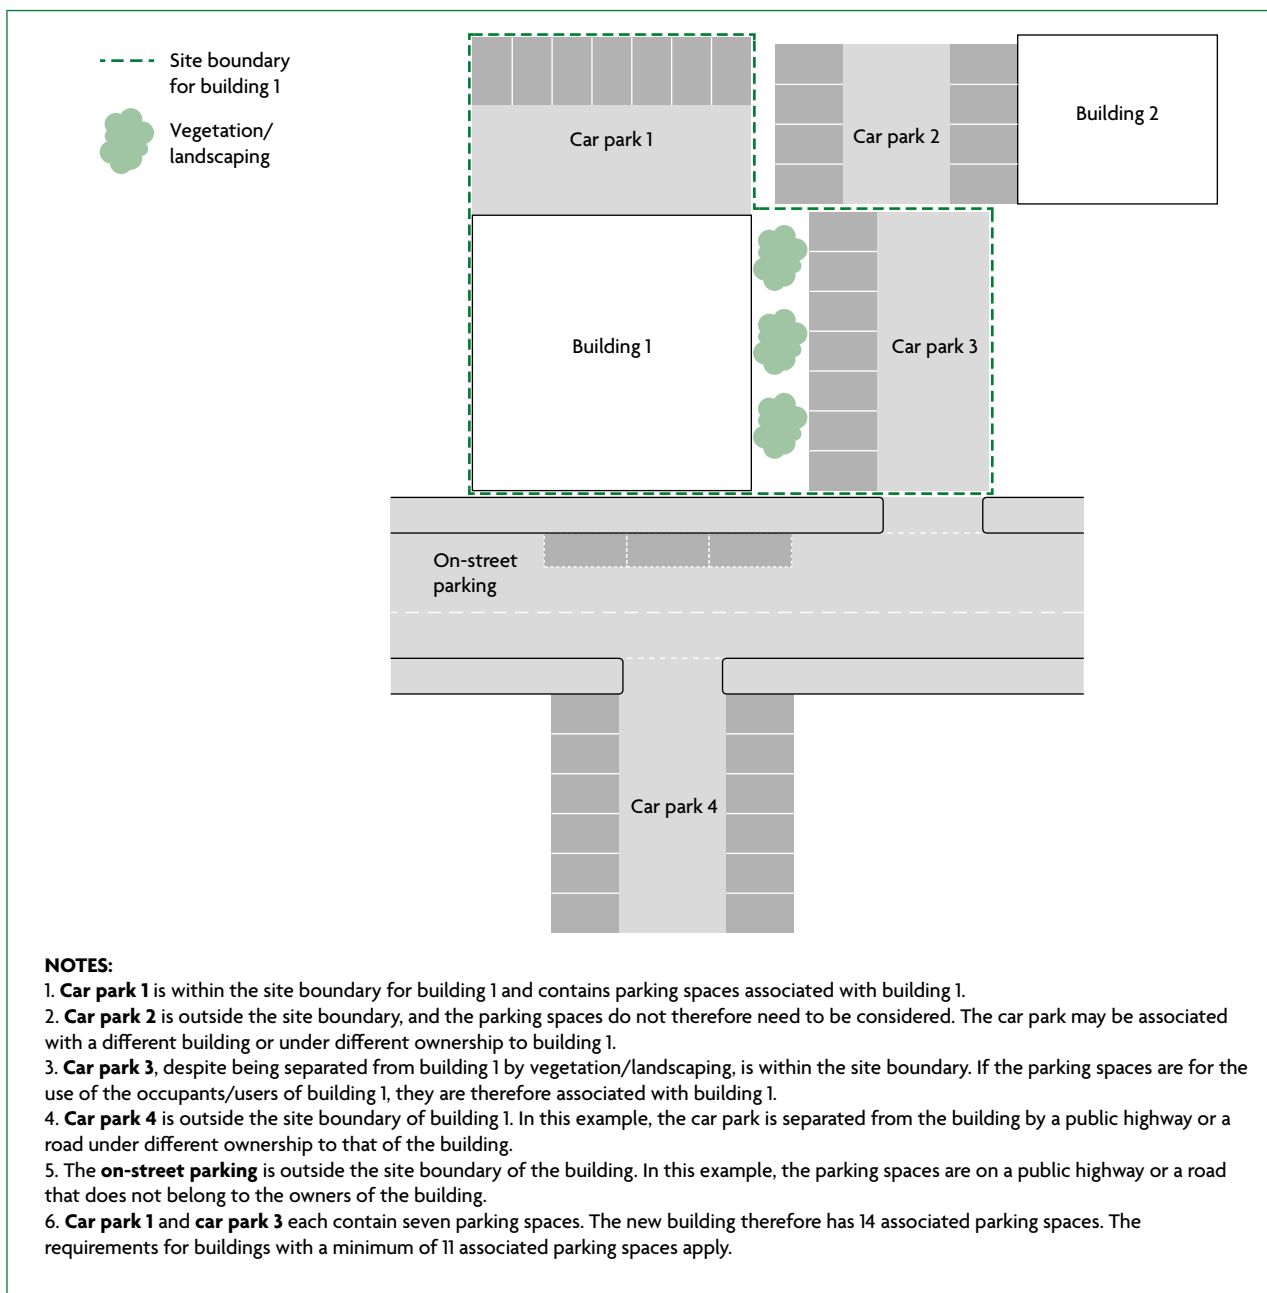 Site boundary
for building 1
Vegetation/
landscaping
Car park 1
Car park 2
Building 2
Building 1
Car park 3
On-street
parking
Car park 4
NOTES:
1. Car park 1 is within the site boundary for building 1 and contains parking spaces associated with building 1.
2. Car park 2 is outside the site boundary, and the parking spaces do not therefore need to be considered. The car park may be associated
with a different building or under different ownership to building 1.
3. Car park 3, despite being separated from building 1 by vegetation/landscaping, is within the site boundary. If the parking spaces are for the
use of the occupants/users of building 1, they are therefore associated with building 1.
4. Car park 4 is outside the site boundary of building 1. In this example, the car park is separated from the building by a public highway or a
road under different ownership to that of the building.
5. The on-street parking is outside the site boundary of the building. In this example, the parking spaces are on a public highway or a road
that does not belong to the owners of the building.
6. Car park 1 and car park 3 each contain seven parking spaces. The new building therefore has 14 associated parking spaces. The
requirements for buildings with a minimum of 11 associated parking spaces apply.